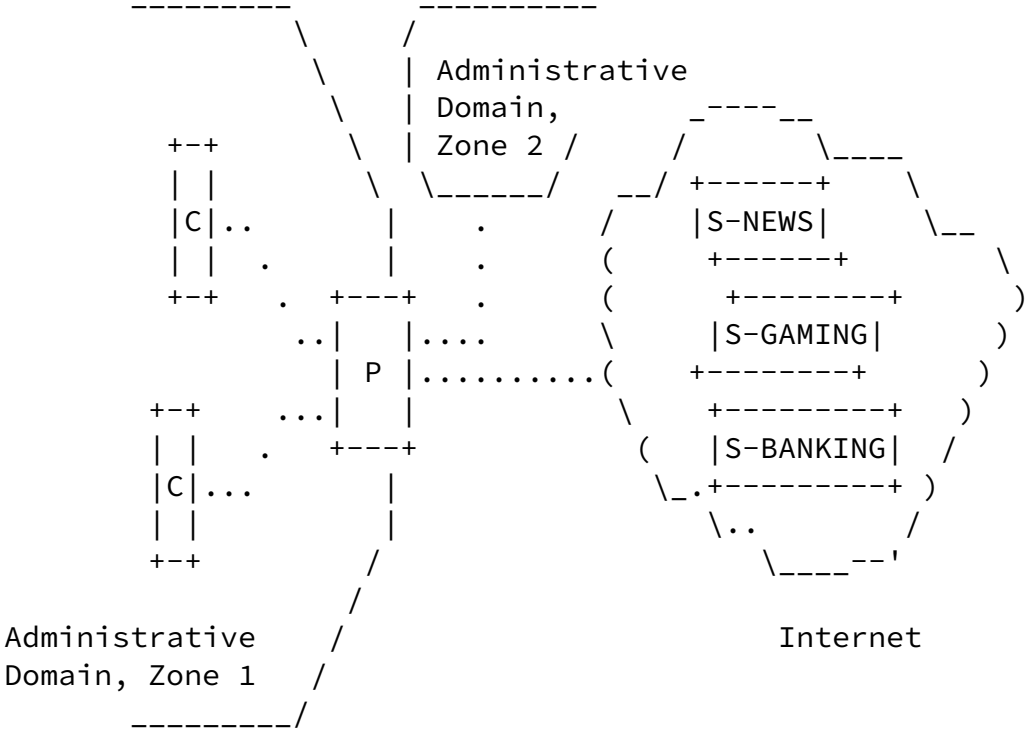 Administrative
Domain,
Zone 2
C
S-NEWS
S-GAMING
P
S-BANKING
C
Administrative
Domain, Zone 1
Internet